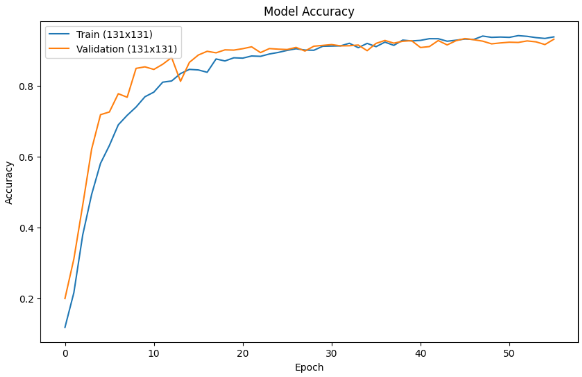 Model Accuracy
Train (131x131)
Validation (131x131)
Accuracy
0.8
0.6
0.4
0.2
0 10 20 30 40 50
Epoch